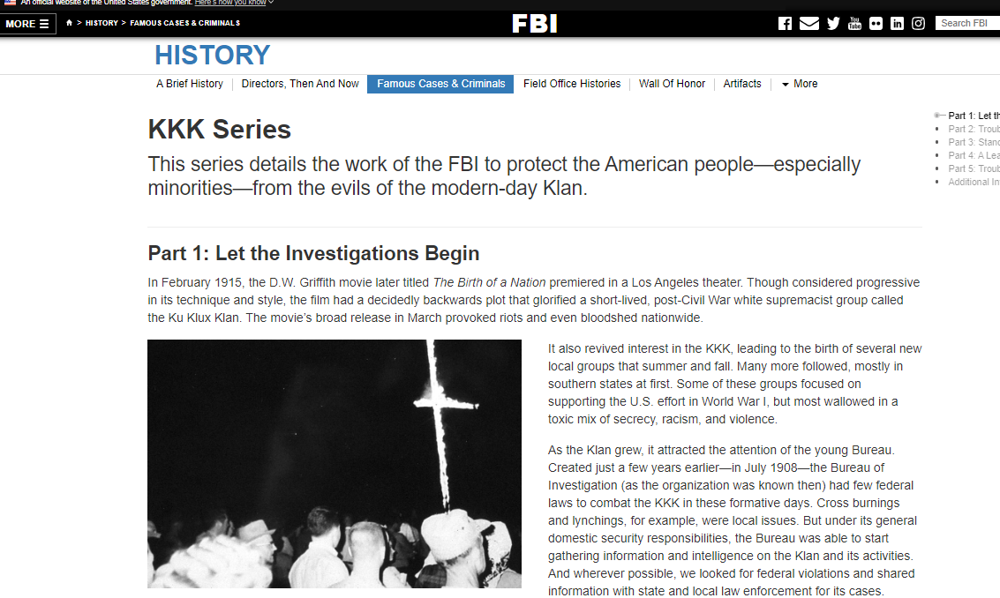 An official website of the United States government. Here's how you know
MORE
> HISTORY > FAMOUS CASES & CRIMINALS
FBI
You
Tube
in
Search FBI
HISTORY
A Brief History
Directors, Then And Now
Famous Cases & Criminals
Field Office Histories
Wall Of Honor
Artifacts
More
KKK Series
This series details the work of the FBI to protect the American people—especially
minorities—from the evils of the modern-day Klan.
Part 1: Let th
Part 2: Troub
Part 3: Stanc
Part 4: A Lea
Part 5: Troub
Additional In
Part 1: Let the Investigations Begin
In February 1915, the D.W. Griffith movie later titled The Birth of a Nation premiered in a Los Angeles theater. Though considered progressive
in its technique and style, the film had a decidedly backwards plot that glorified a short-lived, post-Civil War white supremacist group called
the Ku Klux Klan. The movie's broad release in March provoked riots and even bloodshed nationwide.
It also revived interest in the KKK, leading to the birth of several new
local groups that summer and fall. Many more followed, mostly in
southern states at first. Some of these groups focused on
supporting the U.S. effort in World War I, but most wallowed in a
toxic mix of secrecy, racism, and violence.
As the Klan grew, it attracted the attention of the young Bureau.
Created just a few years earlier—in July 1908—the Bureau of
Investigation (as the organization was known then) had few federal
laws to combat the KKK in these formative days. Cross burnings
and lynchings, for example, were local issues. But under its general
domestic security responsibilities, the Bureau was able to start
gathering information and intelligence on the Klan and its activities.
And wherever possible, we looked for federal violations and shared
information with state and local law enforcement for its cases.